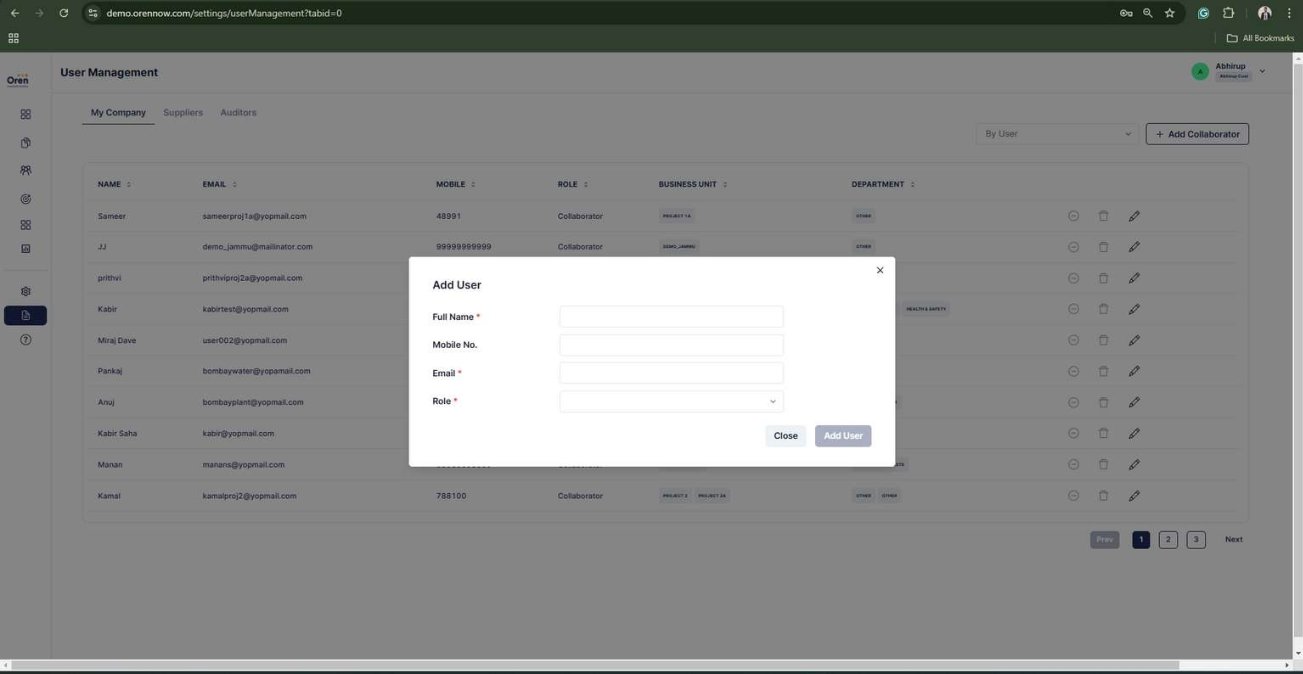 demo.orennow.com/settings/userManagement?tabid=0
All Bookmarks
Oren
User Management
A
Abhirup
My Company Suppliers Auditors
By User
+ Add Collaborator
NAME EMAIL MOBILE ROLE BUSINESS UNIT DEPARTMENT
Sameer sameerproj1a@yopmail.com 48991 Collaborator PROJECT 1A OTHER
JJ demo_jammu@mailinator.com 99999999999 Collaborator DEMO_JAMMU OTHER
prithvi prithviproj2a@yopmail.com
Kabir kabirtest@yopmail.com HEALTH & SAFETY
Miraj Dave user002@yopmail.com
Pankaj bombaywater@yopamail.com
Anuj bombayplant@yopmail.com
Kabir Saha kabir@yopmail.com
Manan manans@yopmail.com
Kamal kamalproj2@yopmail.com 788100 Collaborator PROJECT 2 PROJECT 2A OTHER OTHER
Add User
Full Name *
Mobile No.
Email *
Role *
Close Add User
Prev 1 2 3 Next